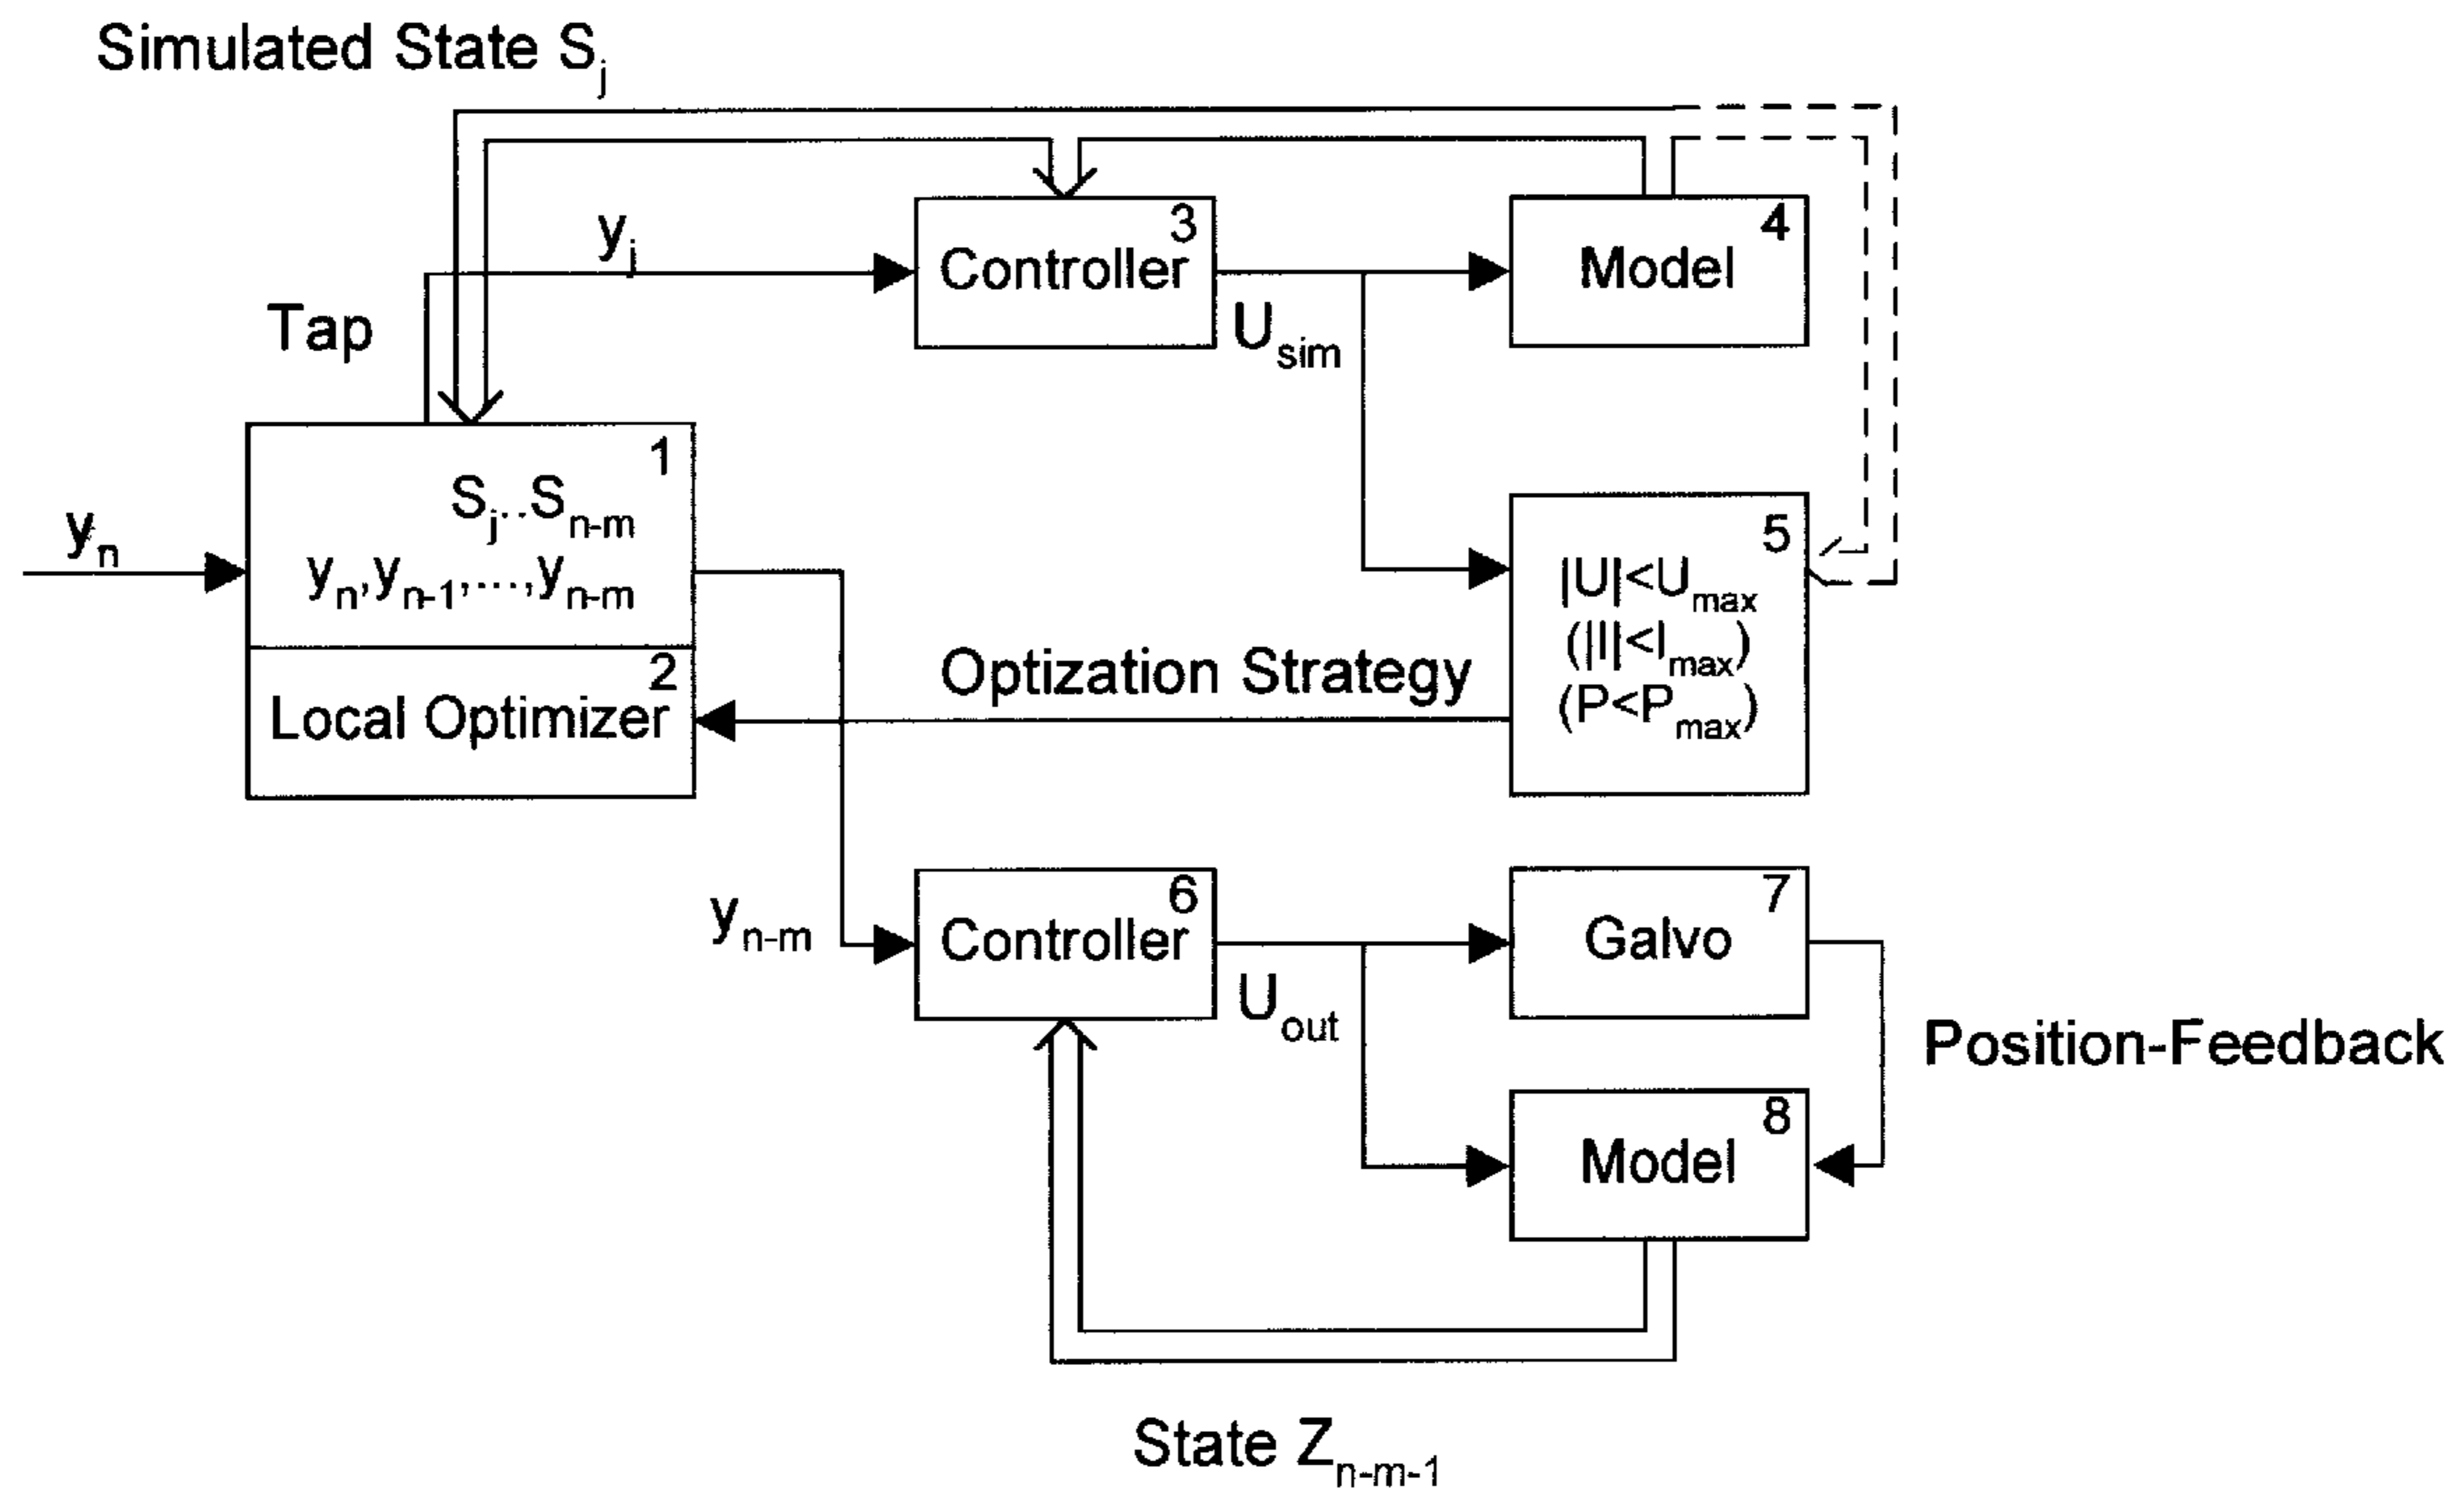 Simulated State Sj
yj
3
Controller
4
Model
Tap
Usim
1
Sj..Sn-m
yn
yn,yn-1,....,yn-m
2
Local Optimizer
Optization Strategy
5
|U|<Umax
(|I|<Imax)
(P<Pmax)
yn-m
6
Controller
Uout
7
Galvo
Position-Feedback
8
Model
State Zn-m-1